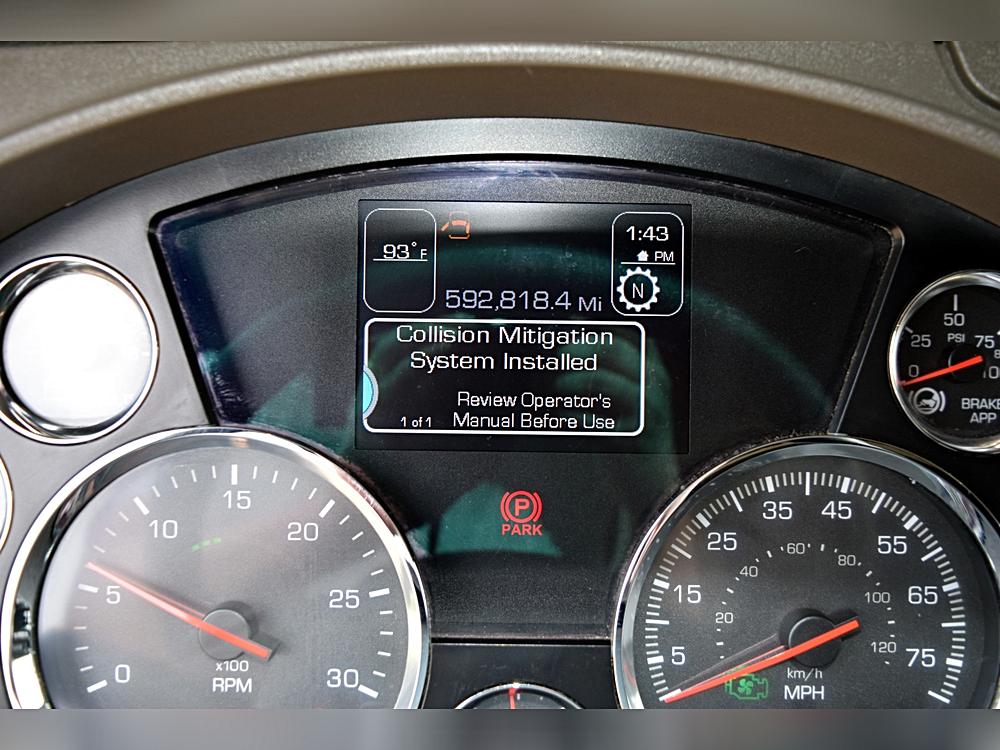 93°F
1:43
PM
N
592,818.4 Mi
Collision Mitigation
System Installed
Review Operator's
1 of 1 Manual Before Use
P
PARK
0 5 10 15 20 25 30
x100
RPM
5 15 25 35 45 55 65 75
20 40 60 80 100 120
km/h
MPH
0 25 50 75
PSI
BRAKE
APP